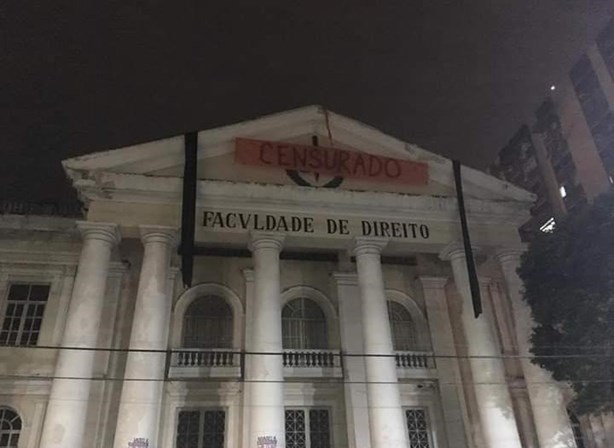 CENSURADO
FACVLDADE DE DIREITO